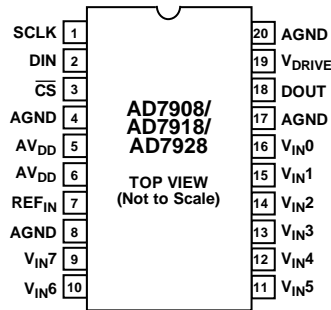 SCLK 1
DIN 2
CS 3
AGND 4
AVDD 5
AVDD 6
REFIN 7
AGND 8
VIN7 9
VIN6 10
AD7908/
AD7918/
AD7928
TOP VIEW
(Not to Scale)
20 AGND
19 VDRIVE
18 DOUT
17 AGND
16 VIN0
15 VIN1
14 VIN2
13 VIN3
12 VIN4
11 VIN5